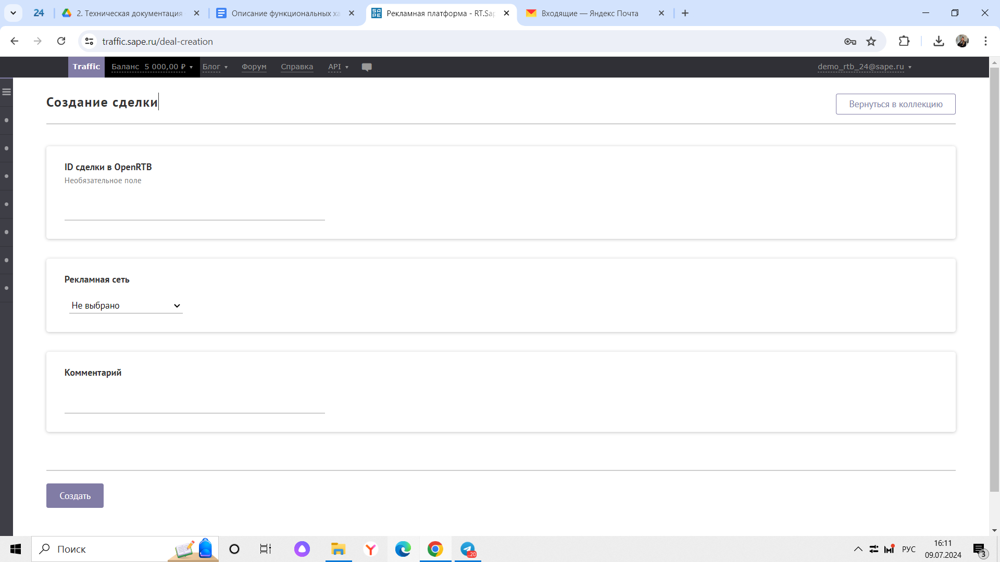 24
2. Техническая документация
Описание функциональных ха
Рекламная платформа - RT.Sap
Входящие — Яндекс Почта
traffic.sape.ru/deal-creation
Traffic
Баланс 5 000,00 ₽
Блог
Форум
Справка
API
demo_rtb_24@sape.ru
Создание сделки
Вернуться в коллекцию
ID сделки в OpenRTB
Необязательное поле
Рекламная сеть
Не выбрано
Комментарий
Создать
Поиск
..20
РУС
16:11
09.07.2024
3